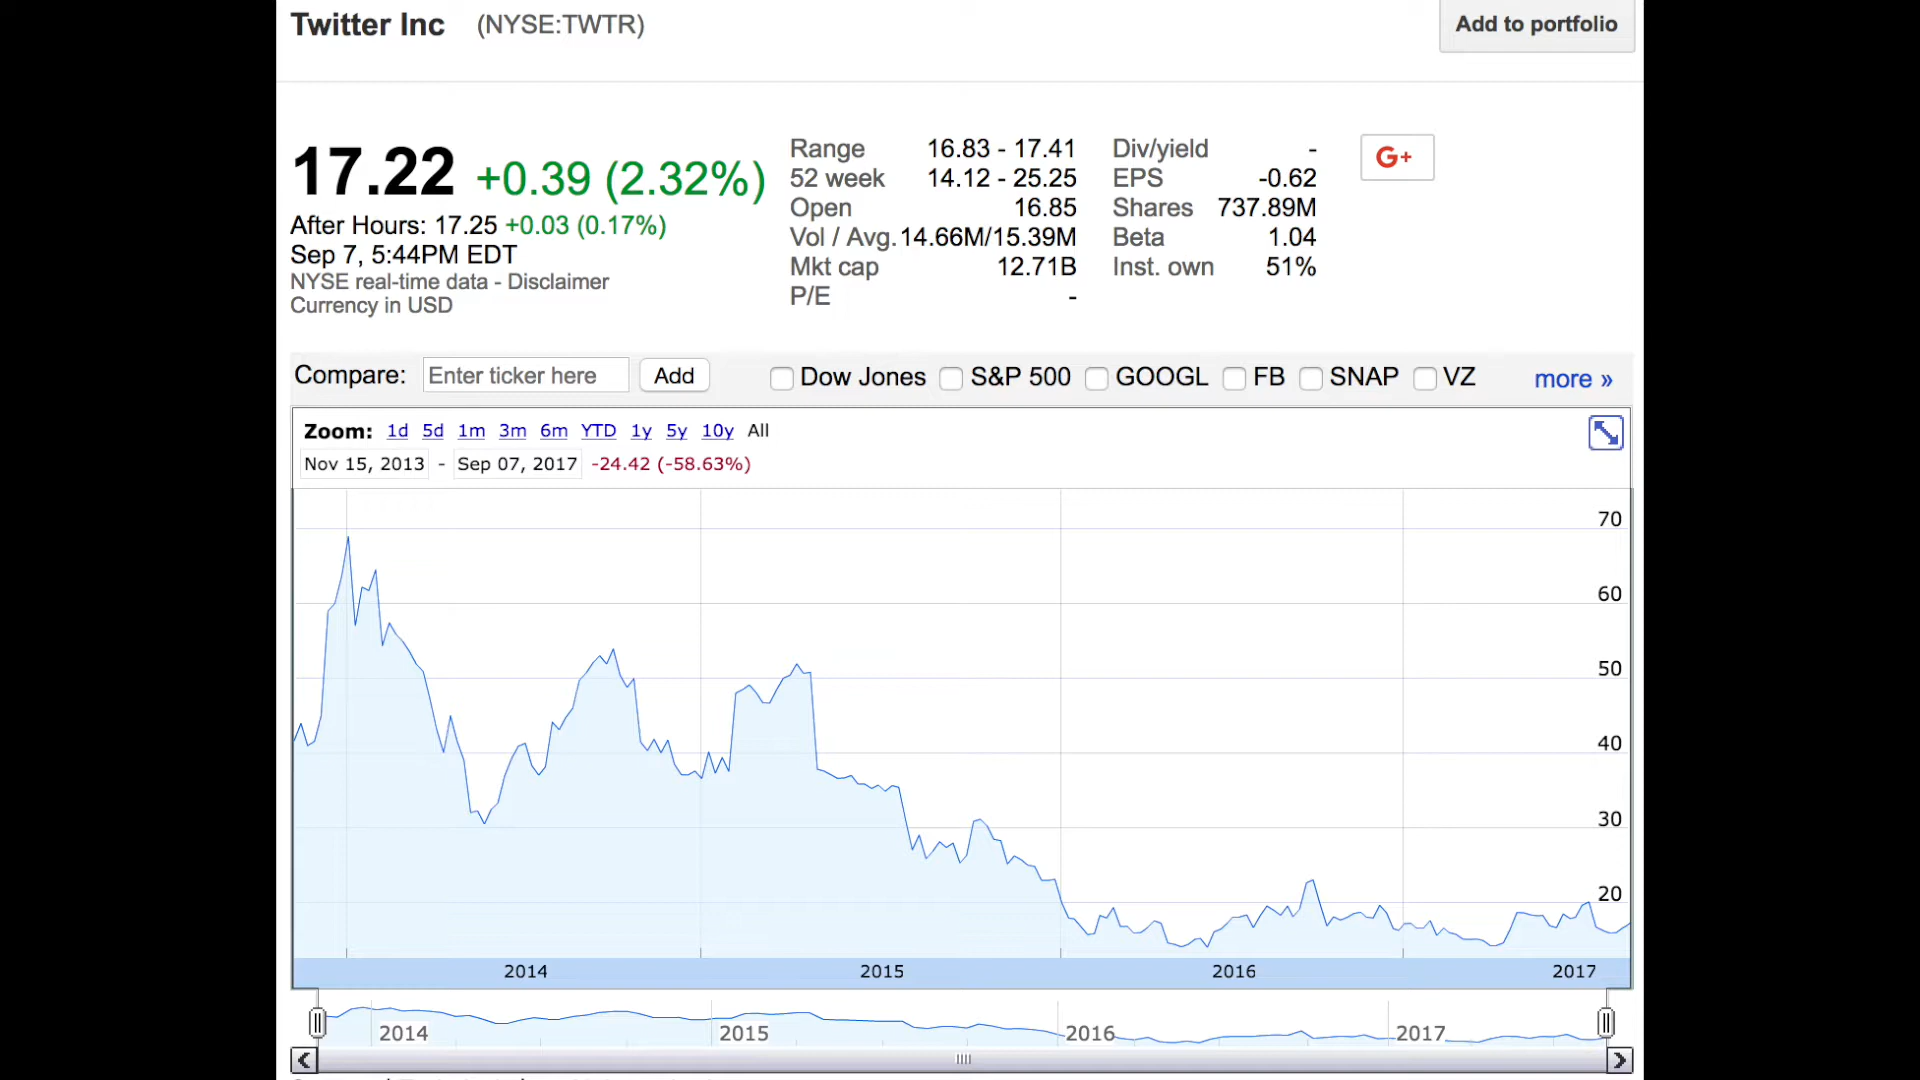 Twitter Inc (NYSE:TWTR)
Add to portfolio
17.22 +0.39 (2.32%)
After Hours: 17.25 +0.03 (0.17%)
Sep 7, 5:44PM EDT
NYSE real-time data - Disclaimer
Currency in USD
Range 16.83 - 17.41
52 week 14.12 - 25.25
Open 16.85
Vol / Avg. 14.66M/15.39M
Mkt cap 12.71B
P/E -
Div/yield -
EPS -0.62
Shares 737.89M
Beta 1.04
Inst. own 51%
G+
Compare: Enter ticker here Add Dow Jones S&P 500 GOOGL FB SNAP VZ more »
Zoom: 1d 5d 1m 3m 6m YTD 1y 5y 10y All
Nov 15, 2013 - Sep 07, 2017 -24.42 (-58.63%)
70
60
50
40
30
20
2014 2015 2016 2017
2014 2015 2016 2017